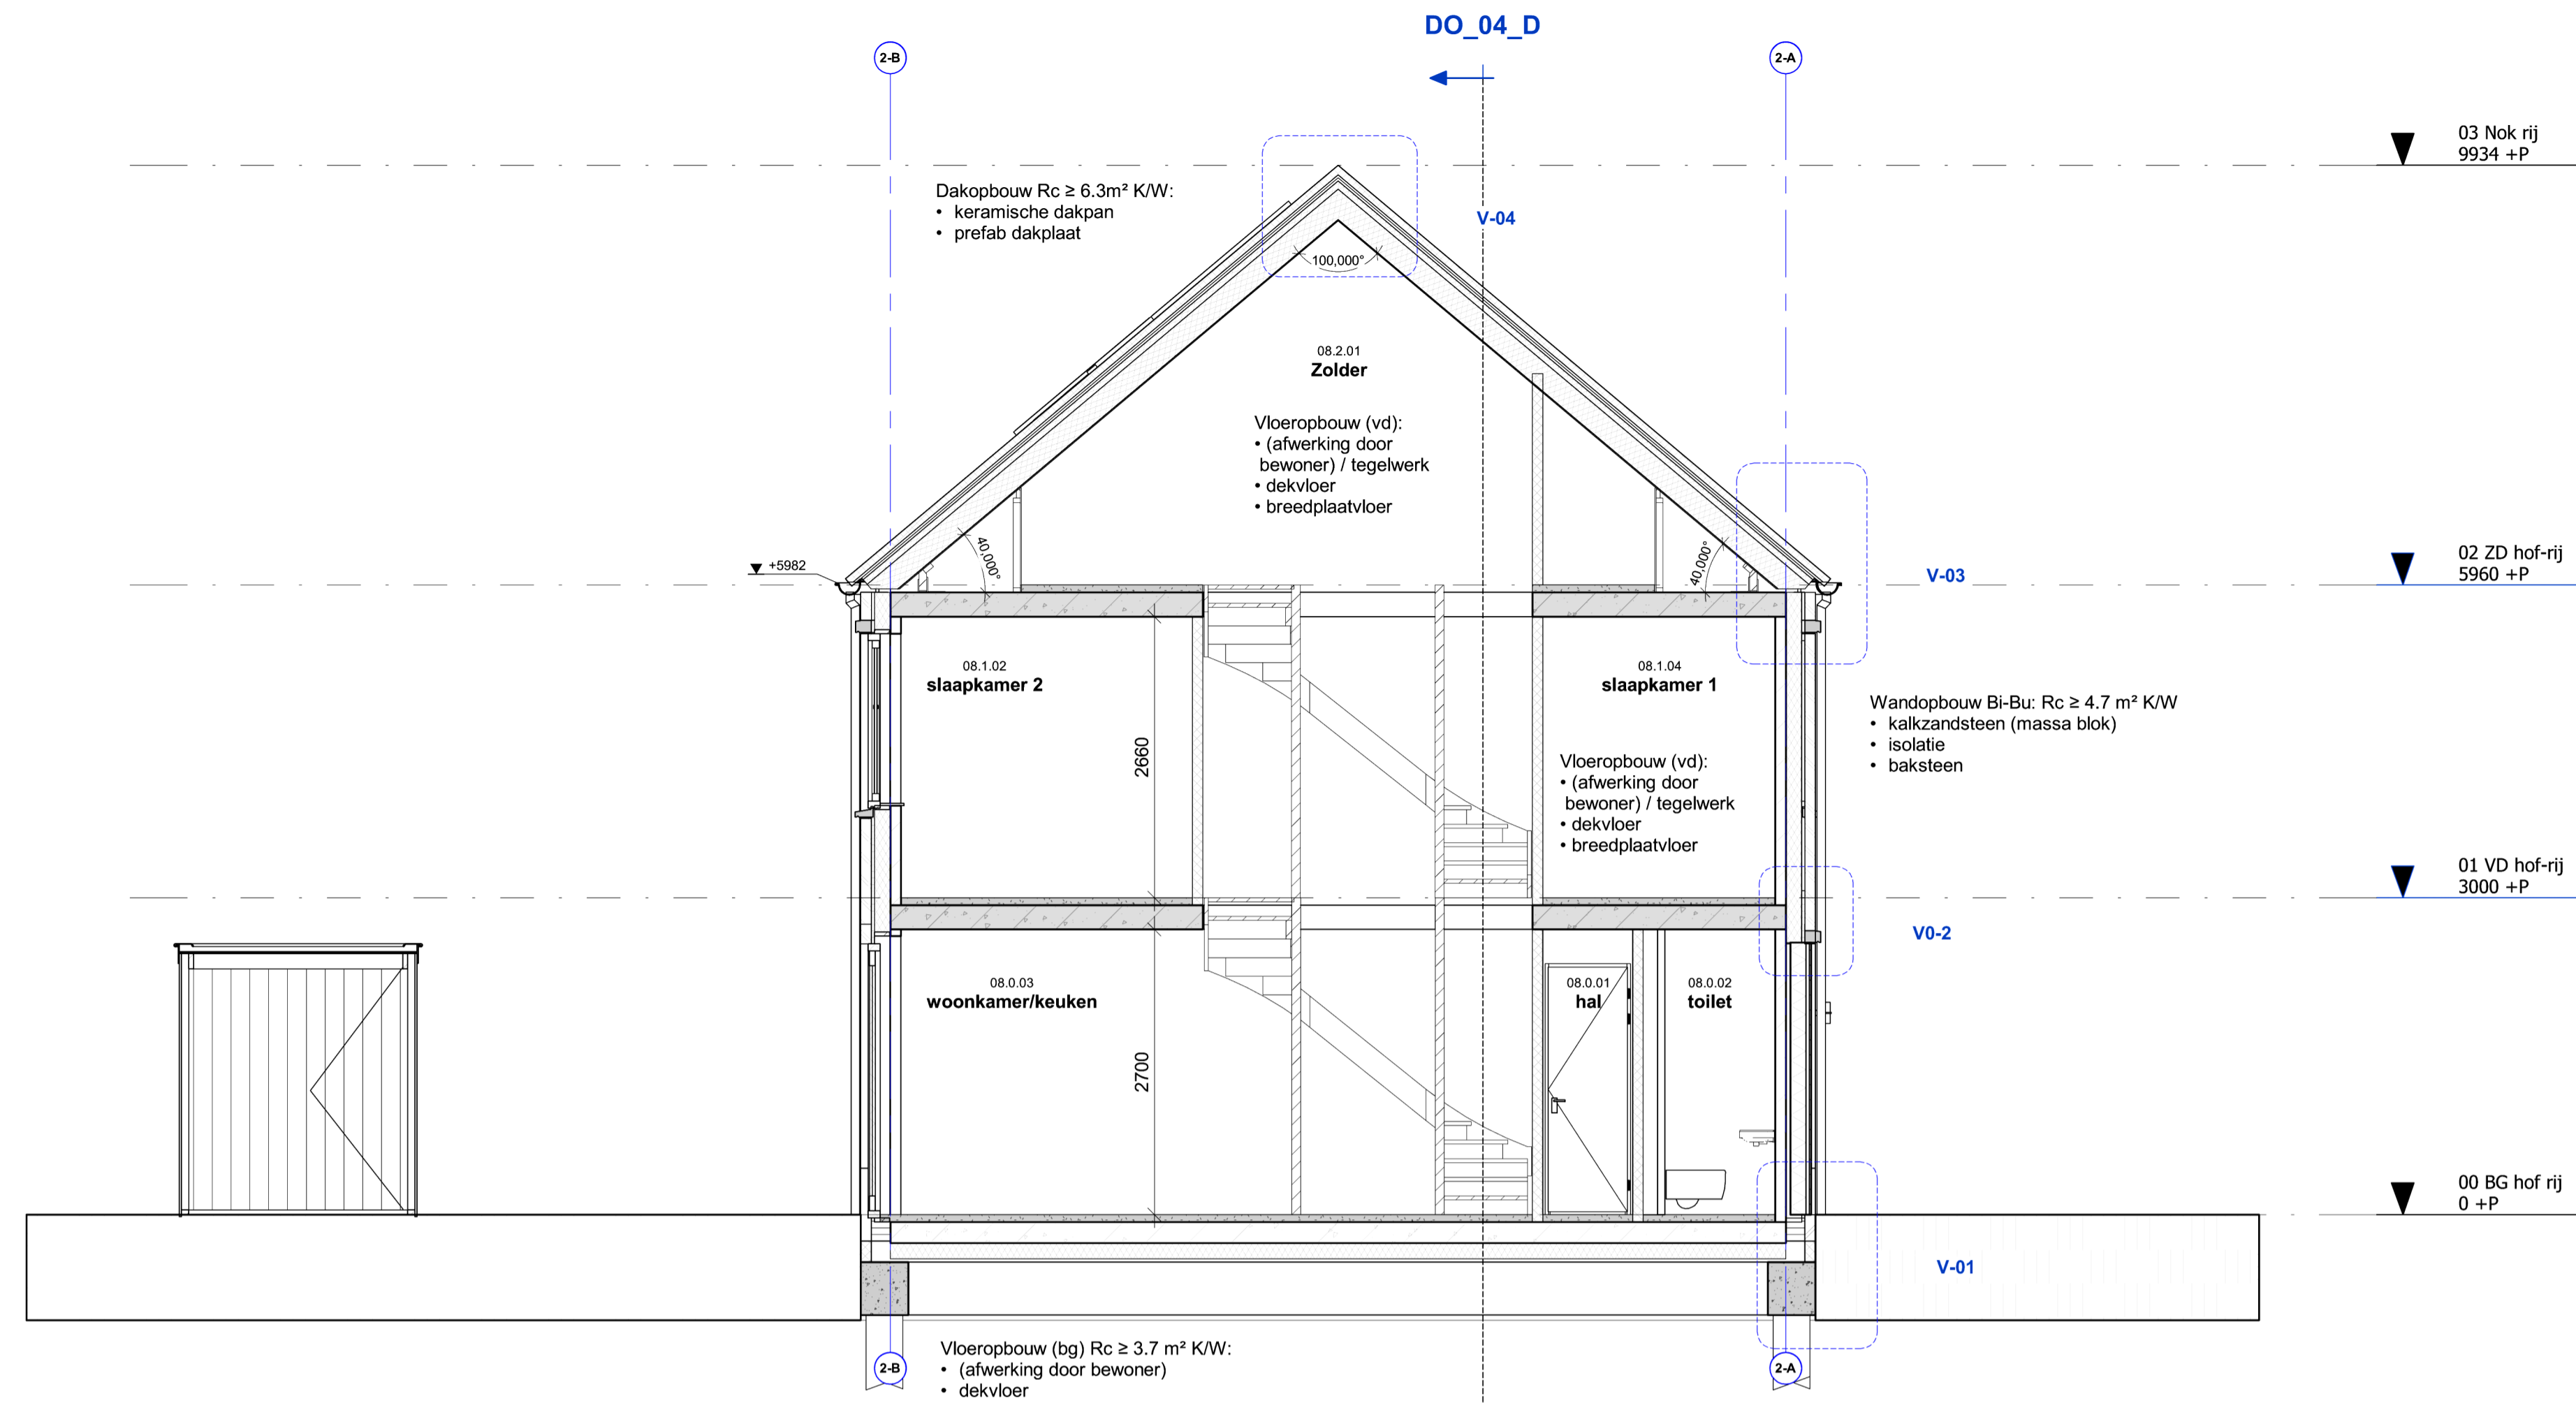 DO_04_D
2-B
2-A
03 Nok rij
9934 +P
Dakopbouw Rc ≥ 6.3m² K/W:
• keramische dakpan
• prefab dakplaat
V-04
100,000°
08.2.01
Zolder
Vloeropbouw (vd):
• (afwerking door
bewoner) / tegelwerk
• dekvloer
• breedplaatvloer
40,000°
40,000°
+5982
V-03
02 ZD hof-rij
5960 +P
08.1.02
slaapkamer 2
08.1.04
slaapkamer 1
2660
Wandopbouw Bi-Bu: Rc ≥ 4.7 m² K/W
• kalkzandsteen (massa blok)
• isolatie
• baksteen
Vloeropbouw (vd):
• (afwerking door
bewoner) / tegelwerk
• dekvloer
• breedplaatvloer
01 VD hof-rij
3000 +P
V0-2
08.0.03
woonkamer/keuken
08.0.01
hal
08.0.02
toilet
2700
00 BG hof rij
0 +P
V-01
2-B
2-A
Vloeropbouw (bg) Rc ≥ 3.7 m² K/W:
• (afwerking door bewoner)
• dekvloer